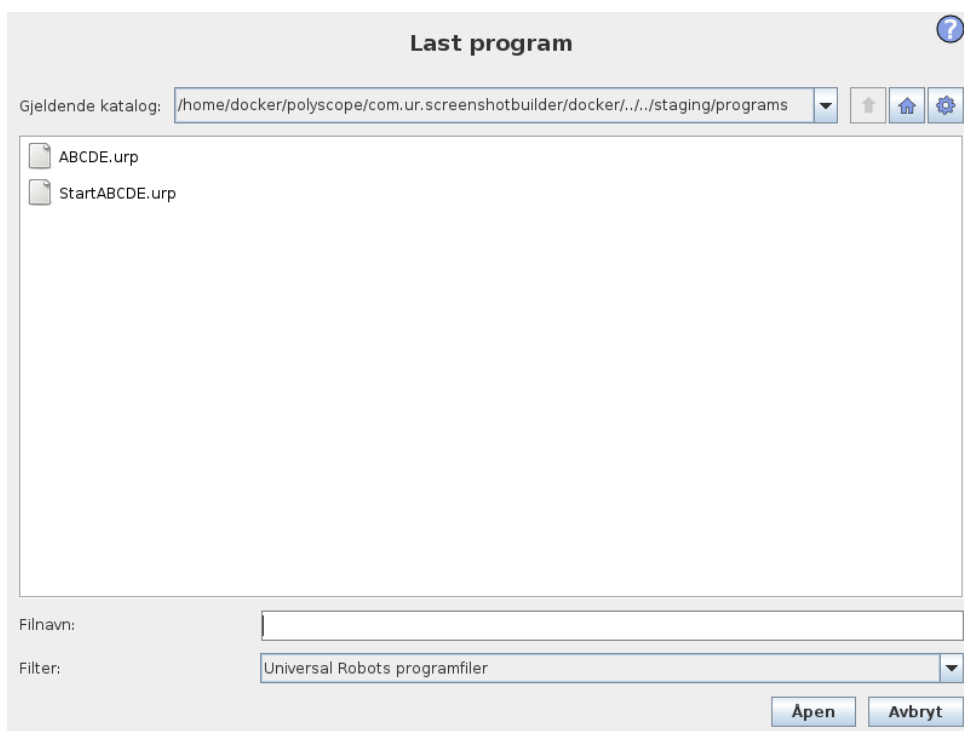 Last program
?
Gjeldende katalog: /home/docker/polyscope/com.ur.screenshotbuilder/docker/../../staging/programs
ABCDE.urp
StartABCDE.urp
Filnavn:
Filter: Universal Robots programfiler
Åpen Avbryt